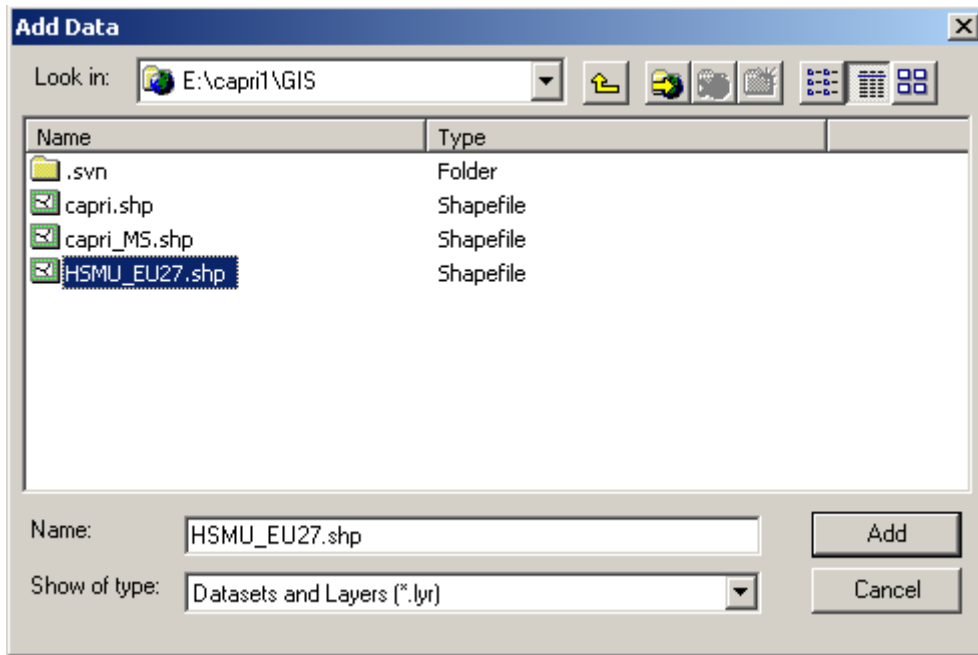 Add Data
Look in: E:\capri1\GIS
Name Type
.svn Folder
capri.shp Shapefile
capri_MS.shp Shapefile
HSMU_EU27.shp Shapefile
Name: HSMU_EU27.shp Add
Show of type: Datasets and Layers (*.lyr) Cancel